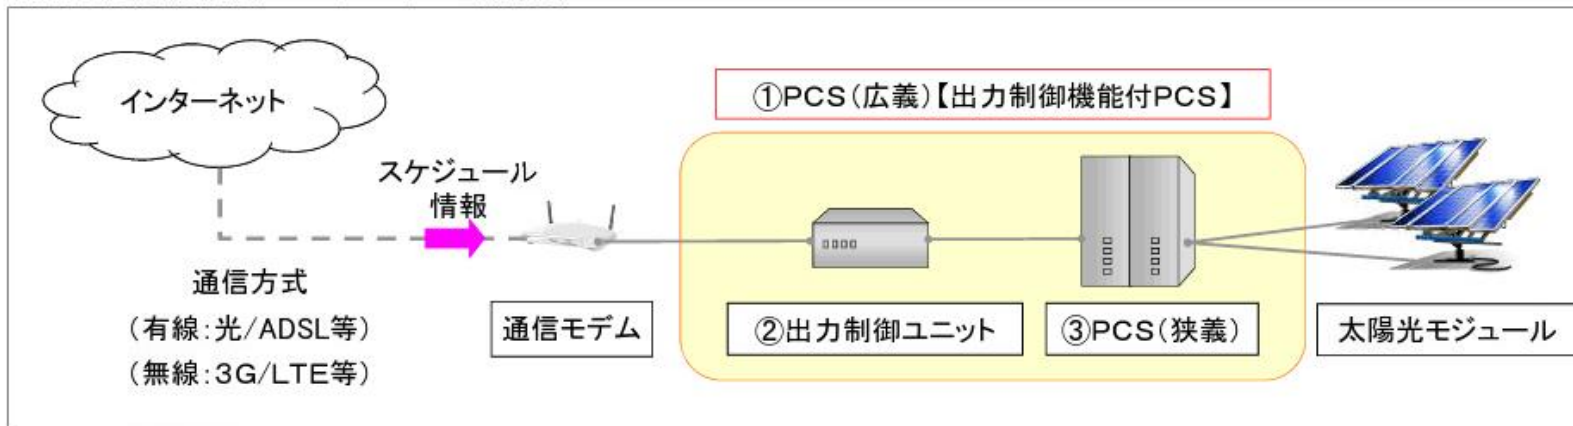 インターネット
①PCS(広義)【出力制御機能付PCS】
スケジュール
情報
通信方式
(有線:光/ADSL等)
(無線:3G/LTE等)
通信モデム
②出力制御ユニット
③PCS(狭義)
太陽光モジュール